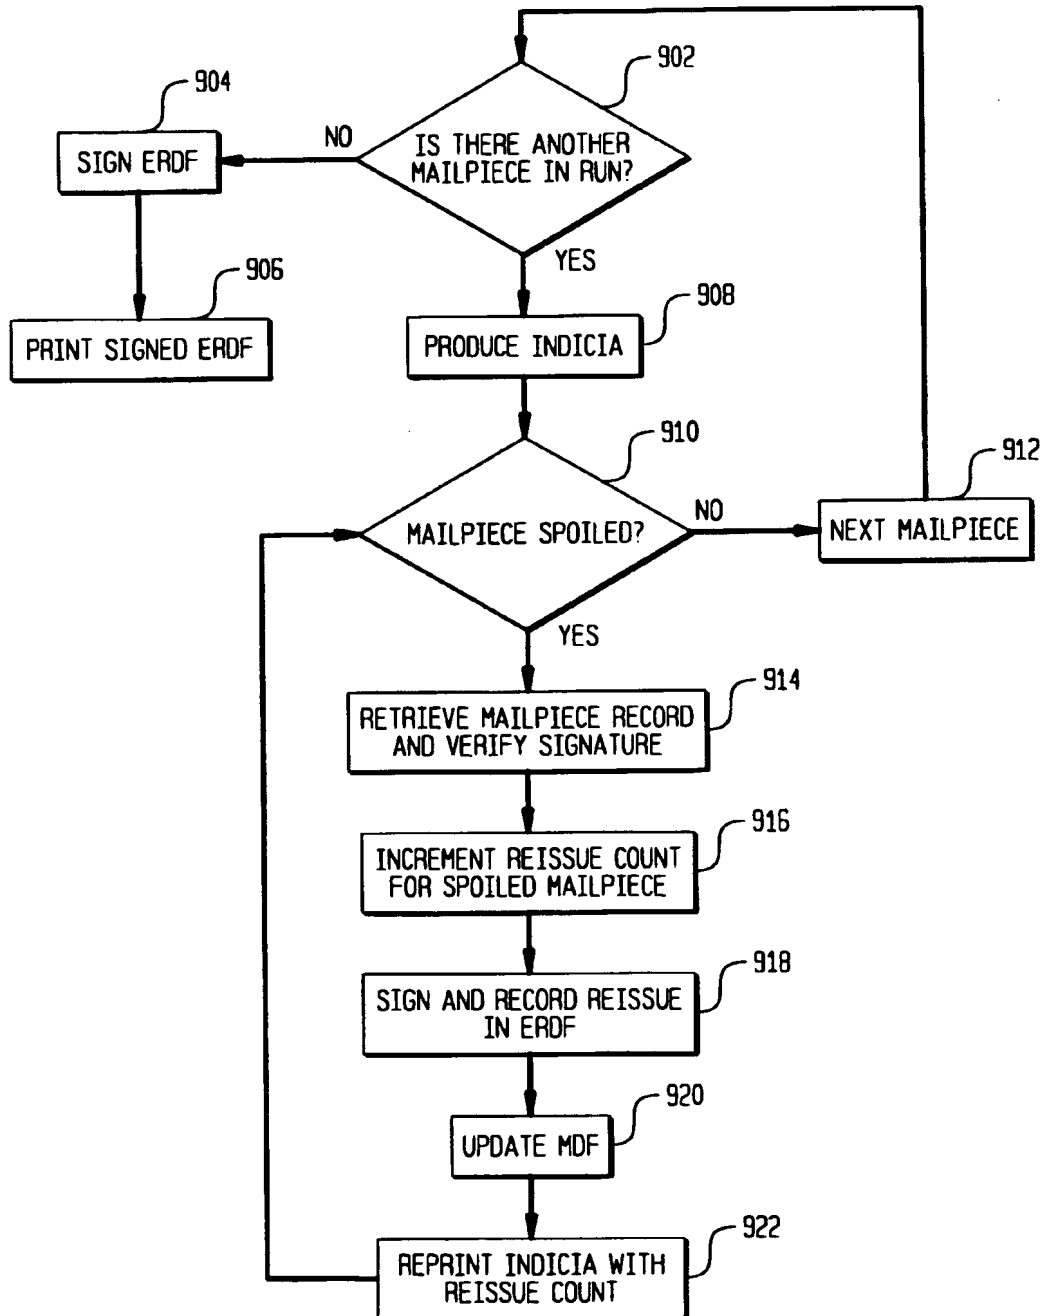 902
904
NO
IS THERE ANOTHER
MAILPIECE IN RUN?
SIGN ERDF
YES
906
908
PRINT SIGNED ERDF
PRODUCE INDICIA
910
912
MAILPIECE SPOILED?
NO
NEXT MAILPIECE
YES
914
RETRIEVE MAILPIECE RECORD
AND VERIFY SIGNATURE
916
INCREMENT REISSUE COUNT
FOR SPOILED MAILPIECE
918
SIGN AND RECORD REISSUE
IN ERDF
920
UPDATE MDF
922
REPRINT INDICIA WITH
REISSUE COUNT